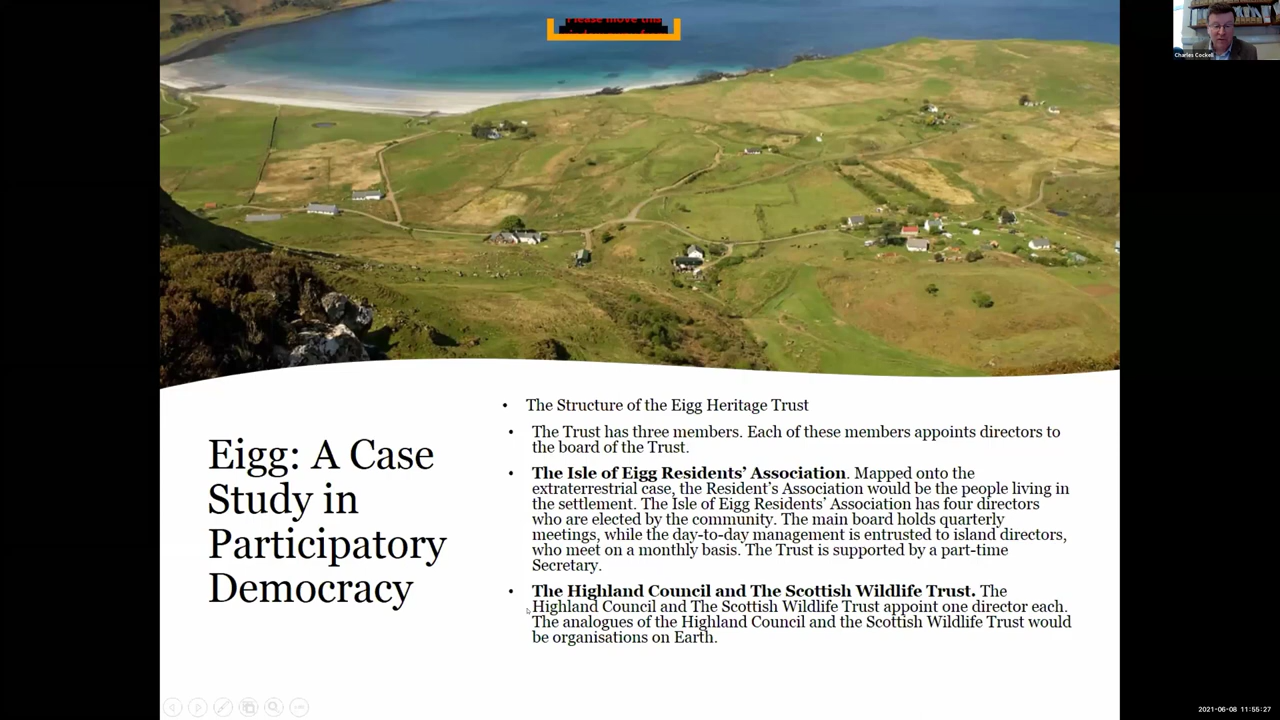 Please move this
Charles Cockell
Eigg: A Case
Study in
Participatory
Democracy
• The Structure of the Eigg Heritage Trust
• The Trust has three members. Each of these members appoints directors to
the board of the Trust.
• The Isle of Eigg Residents’ Association. Mapped onto the
extraterrestrial case, the Resident’s Association would be the people living in
the settlement. The Isle of Eigg Residents’ Association has four directors
who are elected by the community. The main board holds quarterly
meetings, while the day-to-day management is entrusted to island directors,
who meet on a monthly basis. The Trust is supported by a part-time
Secretary.
• The Highland Council and The Scottish Wildlife Trust. The
Highland Council and The Scottish Wildlife Trust appoint one director each.
The analogues of the Highland Council and the Scottish Wildlife Trust would
be organisations on Earth.
2021-06-08 11:55:27